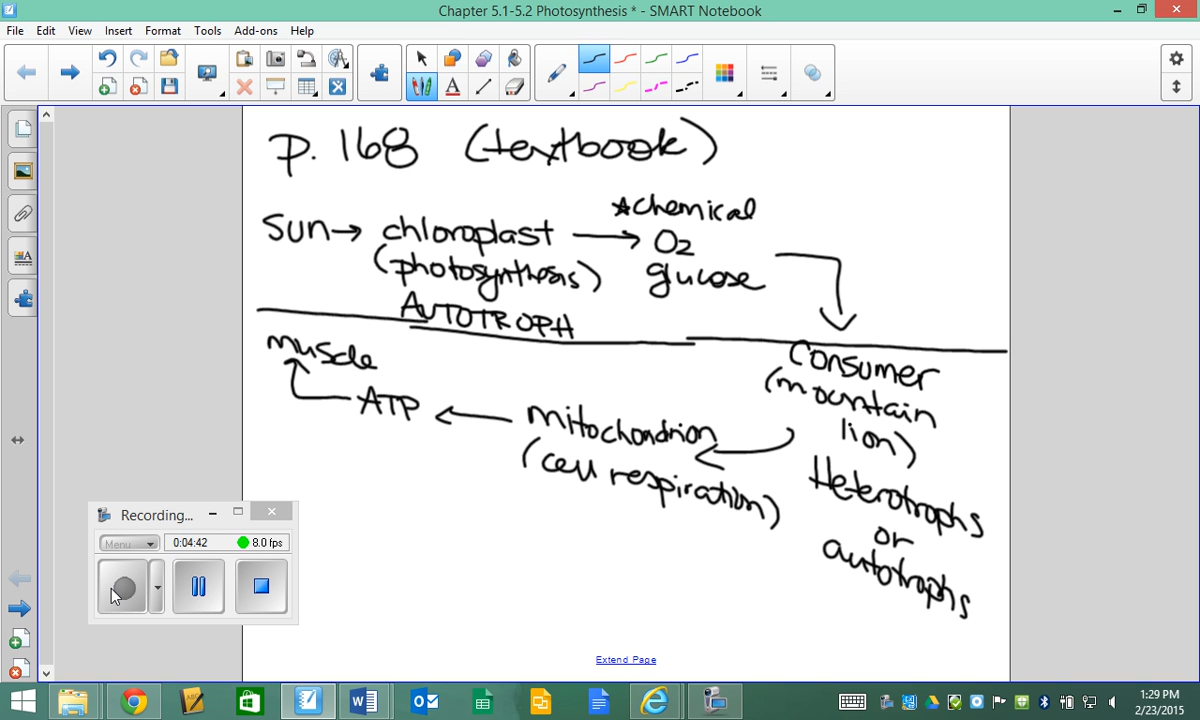 Chapter 5.1-5.2 Photosynthesis * - SMART Notebook
File Edit View Insert Format Tools Add-ons Help
p. 168 (textbook)
*Chemical
Sun→ chloroplast → O2
(photosynthesis) glucose
AUTOTROPH
muscle
Consumer
(mountain
lion)
ATP ← mitochondrion
(cell respiration)
Heterotrophs
or
autotrophs
Recording...
Menu 0:04:42 8.0 fps
Extend Page
1:29 PM
2/23/2015